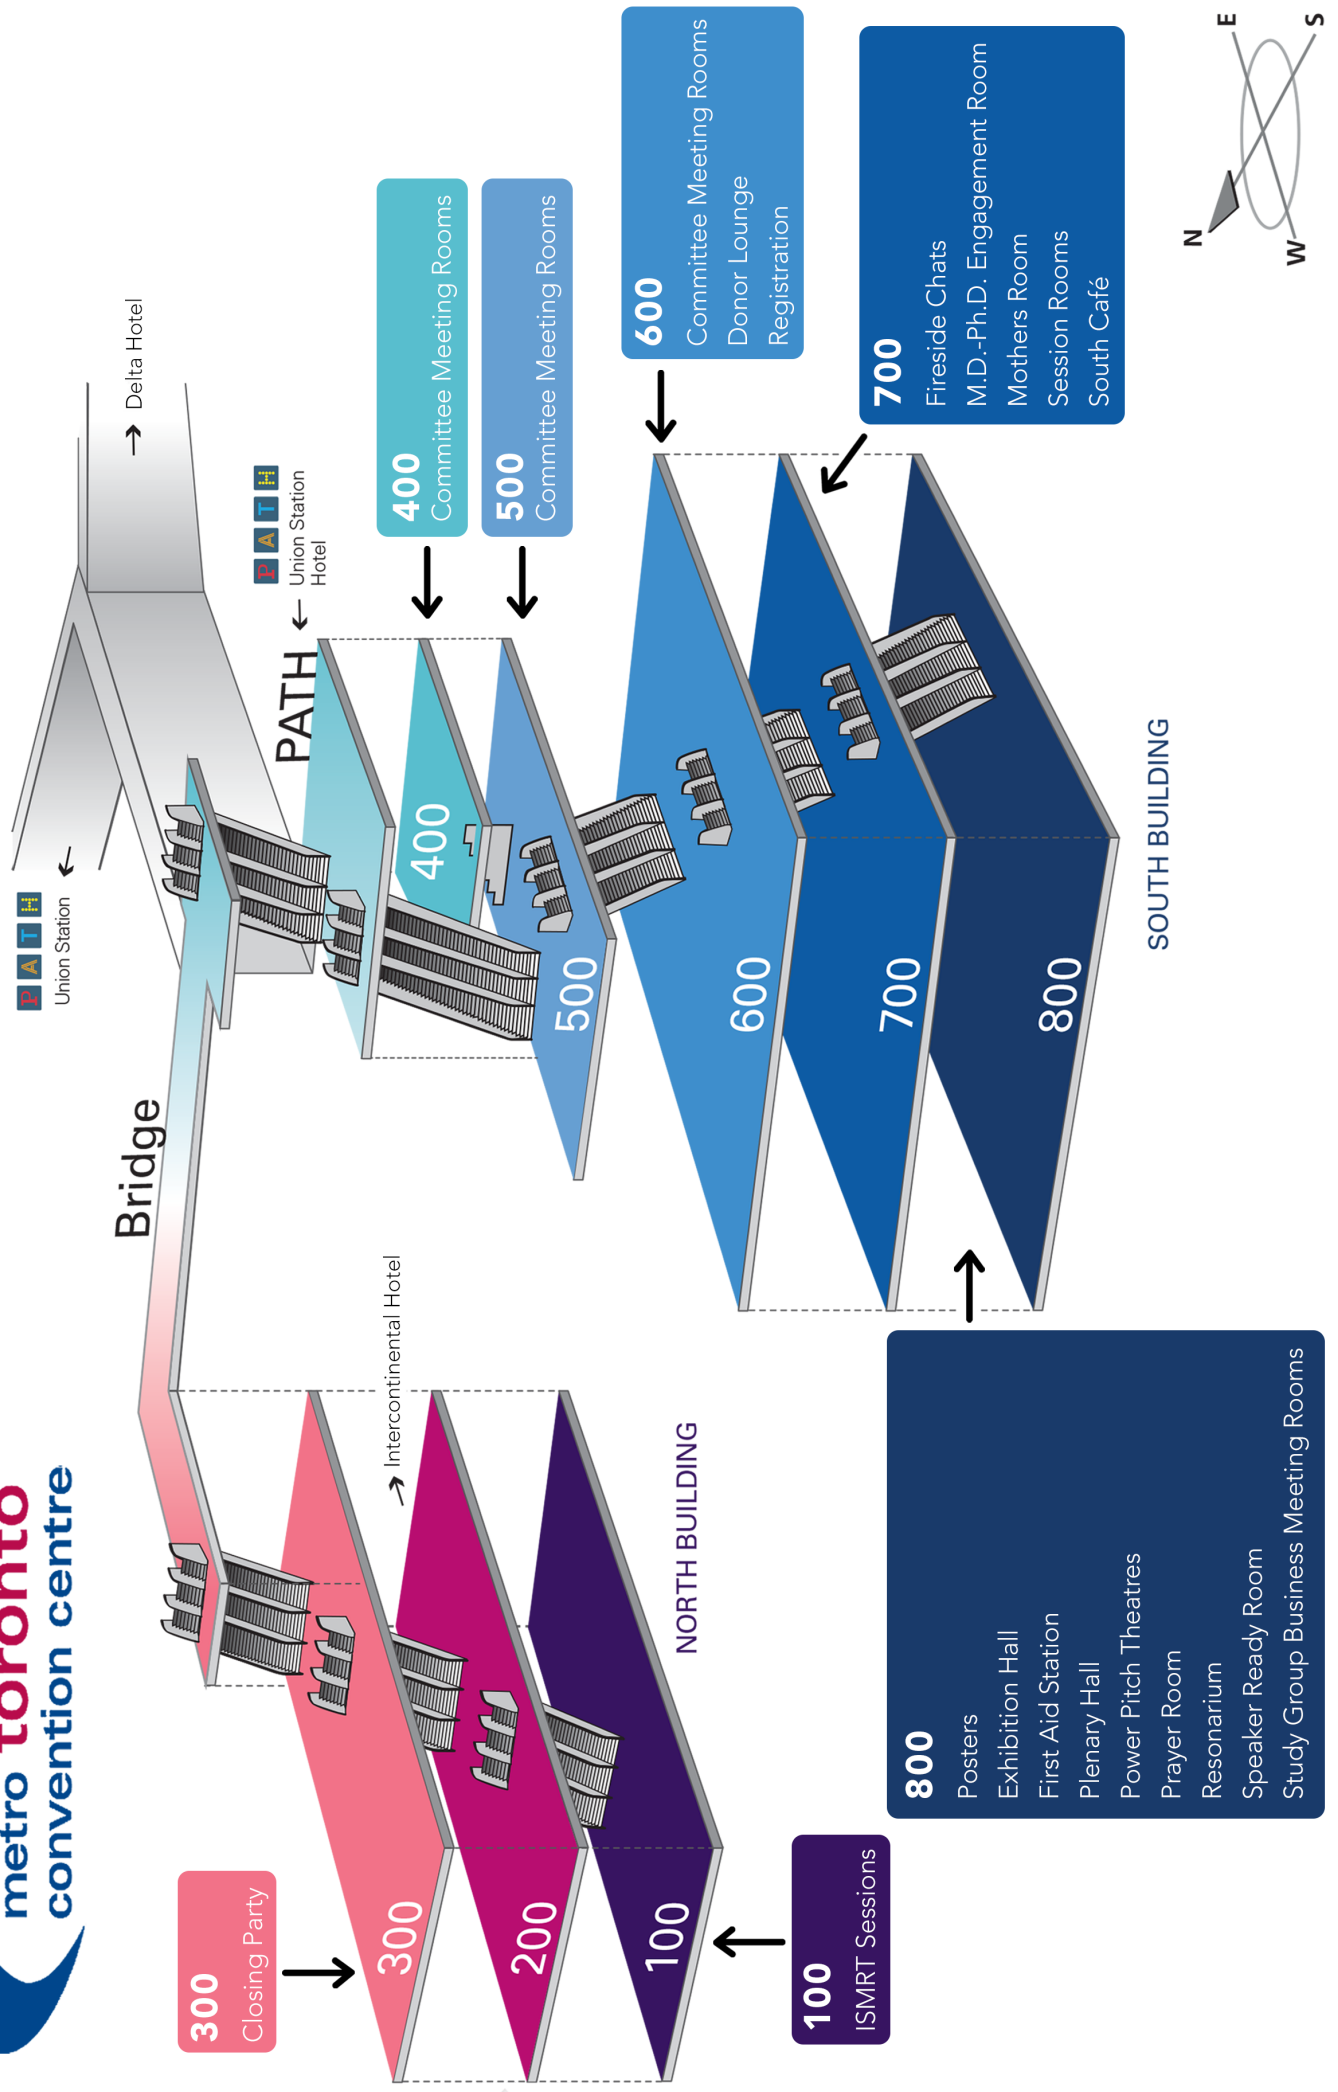 metro toronto
convention centre
Bridge
PATH
Union Station
Delta Hotel
PATH
PATH
Union Station
Hotel
300
Closing Party
300
200
100
Intercontinental Hotel
NORTH BUILDING
100
ISMRT Sessions
400
Committee Meeting Rooms
500
Committee Meeting Rooms
600
Committee Meeting Rooms
Donor Lounge
Registration
700
Fireside Chats
M.D.-Ph.D. Engagement Room
Mothers Room
Session Rooms
South Café
400
500
600
700
800
SOUTH BUILDING
800
Posters
Exhibition Hall
First Aid Station
Plenary Hall
Power Pitch Theatres
Prayer Room
Resonarium
Speaker Ready Room
Study Group Business Meeting Rooms
N
E
W
S